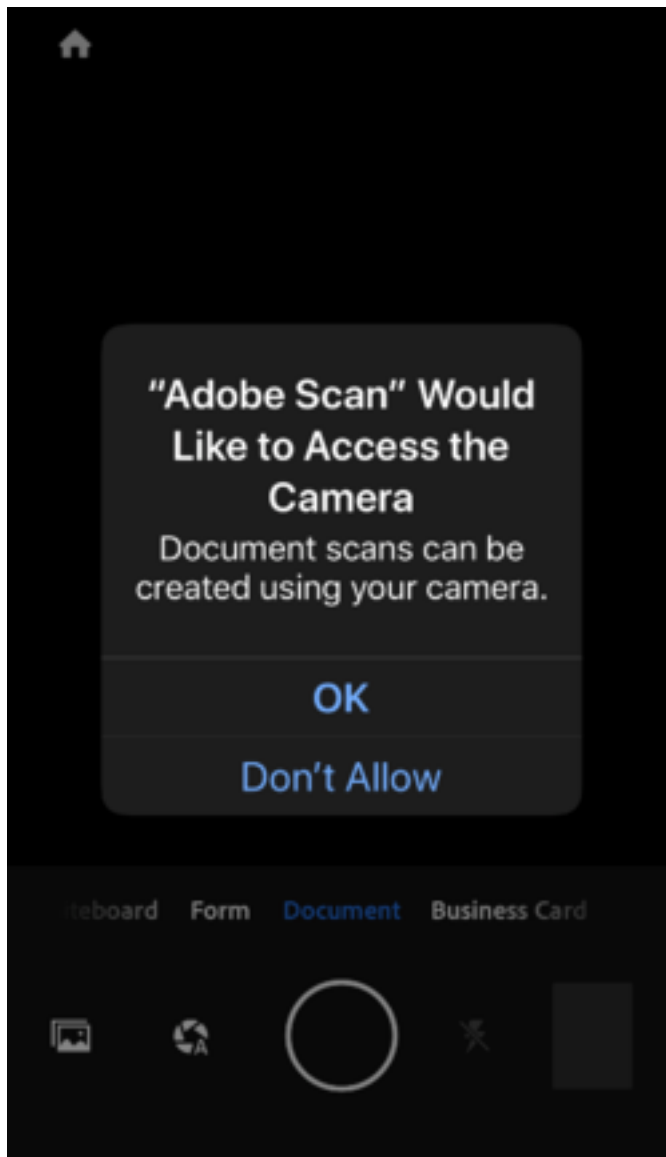 “Adobe Scan” Would
Like to Access the
Camera
Document scans can be
created using your camera.
OK
Don’t Allow
Form Document Business Card
A